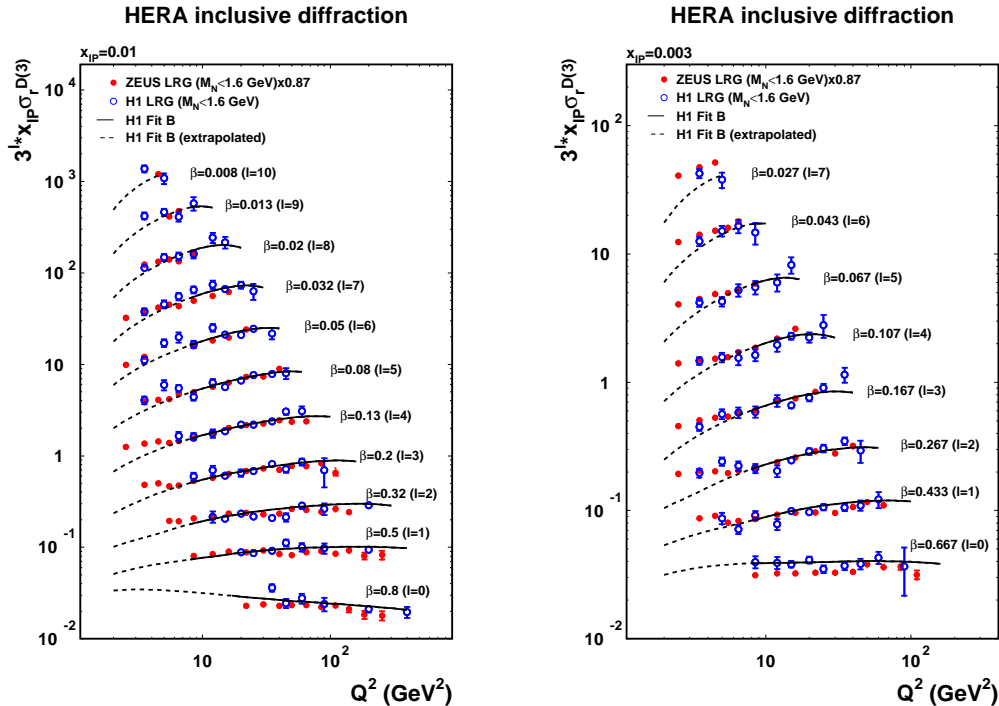 HERA inclusive diffraction
x_IP=0.01
3^l*x_IP σ_r^D(3)
10^4
10^3
10^2
10
1
10^-1
10^-2
ZEUS LRG (M_N<1.6 GeV)x0.87
H1 LRG (M_N<1.6 GeV)
H1 Fit B
H1 Fit B (extrapolated)
β=0.008 (l=10)
β=0.013 (l=9)
β=0.02 (l=8)
β=0.032 (l=7)
β=0.05 (l=6)
β=0.08 (l=5)
β=0.13 (l=4)
β=0.2 (l=3)
β=0.32 (l=2)
β=0.5 (l=1)
β=0.8 (l=0)
10
10^2
Q^2 (GeV^2)
HERA inclusive diffraction
x_IP=0.003
3^l*x_IP σ_r^D(3)
10^2
10
1
10^-1
10^-2
ZEUS LRG (M_N<1.6 GeV)x0.87
H1 LRG (M_N<1.6 GeV)
H1 Fit B
H1 Fit B (extrapolated)
β=0.027 (l=7)
β=0.043 (l=6)
β=0.067 (l=5)
β=0.107 (l=4)
β=0.167 (l=3)
β=0.267 (l=2)
β=0.433 (l=1)
β=0.667 (l=0)
10
10^2
Q^2 (GeV^2)